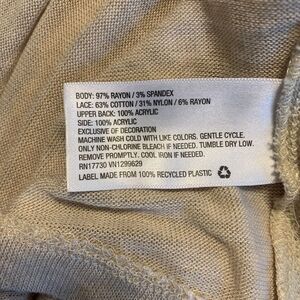 BODY: 97% RAYON / 3% SPANDEX
LACE: 63% COTTON / 31% NYLON / 6% RAYON
UPPER BACK: 100% ACRYLIC
SIDE: 100% ACRYLIC
EXCLUSIVE OF DECORATION
MACHINE WASH COLD WITH LIKE COLORS. GENTLE CYCLE.
ONLY NON-CHLORINE BLEACH IF NEEDED. TUMBLE DRY LOW.
REMOVE PROMPTLY. COOL IRON IF NEEDED.
RN17730 VN1299629
LABEL MADE FROM 100% RECYCLED PLASTIC